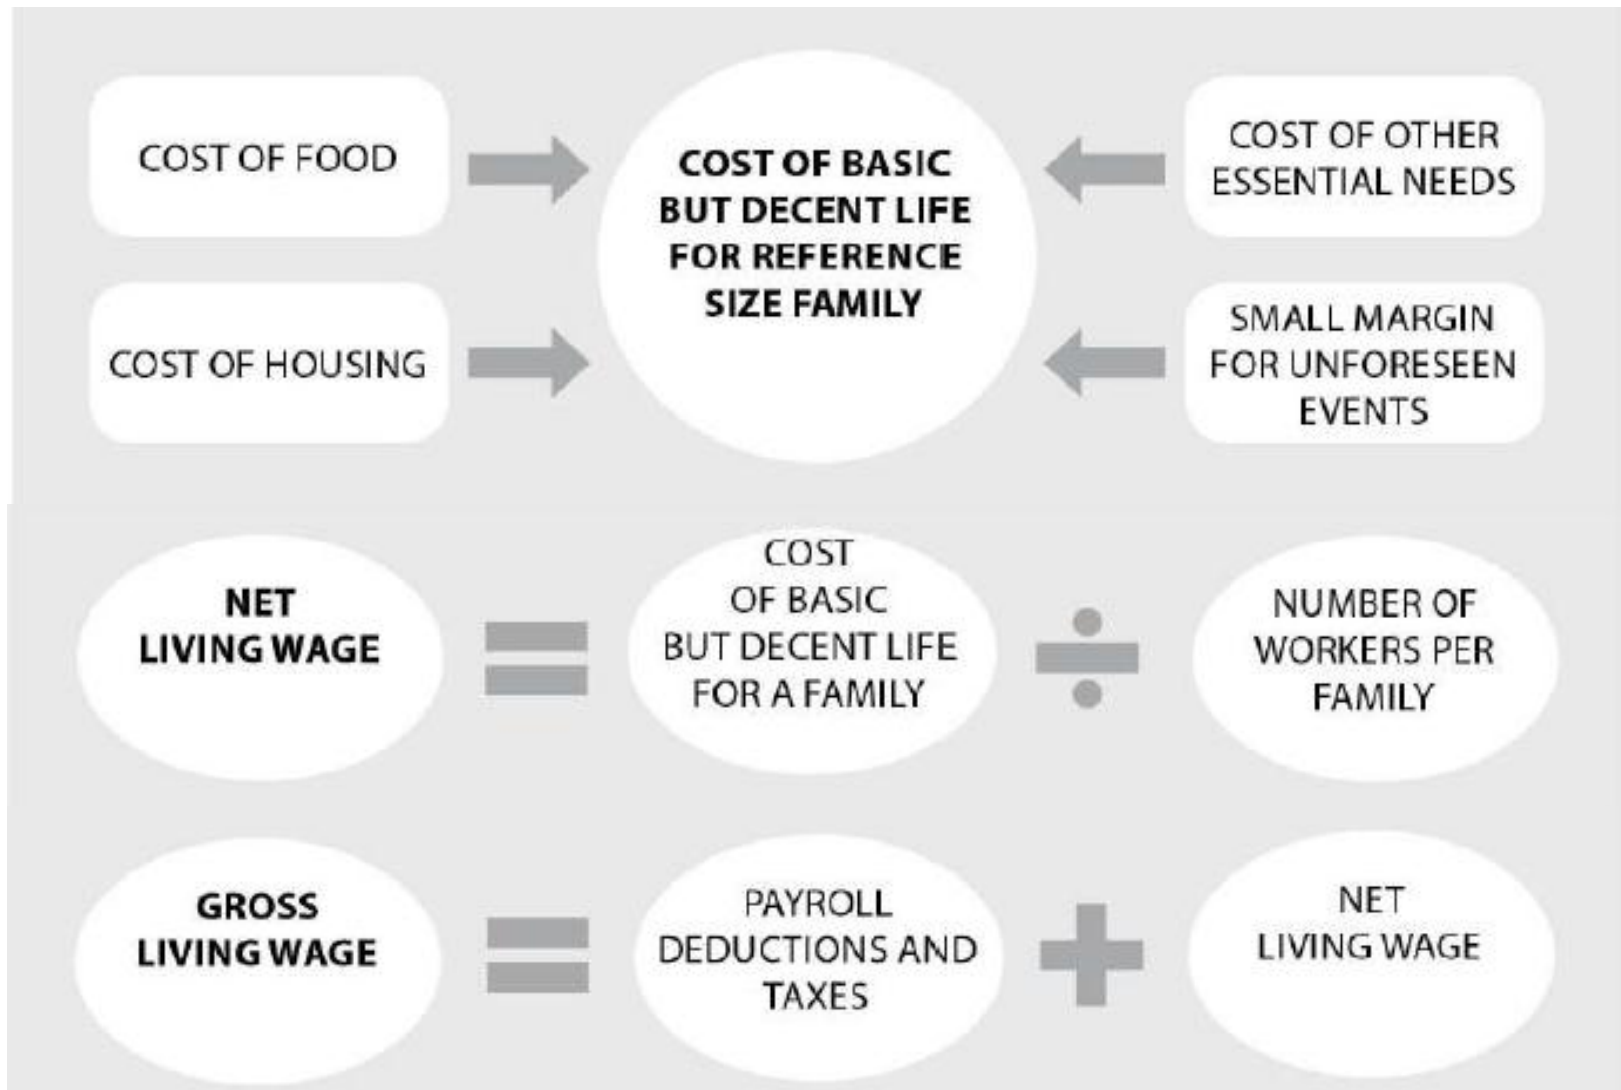 COST OF FOOD
COST OF HOUSING
COST OF BASIC
BUT DECENT LIFE
FOR REFERENCE
SIZE FAMILY
COST OF OTHER
ESSENTIAL NEEDS
SMALL MARGIN
FOR UNFORESEEN
EVENTS
NET
LIVING WAGE
=
COST
OF BASIC
BUT DECENT LIFE
FOR A FAMILY
÷
NUMBER OF
WORKERS PER
FAMILY
GROSS
LIVING WAGE
=
PAYROLL
DEDUCTIONS AND
TAXES
+
NET
LIVING WAGE